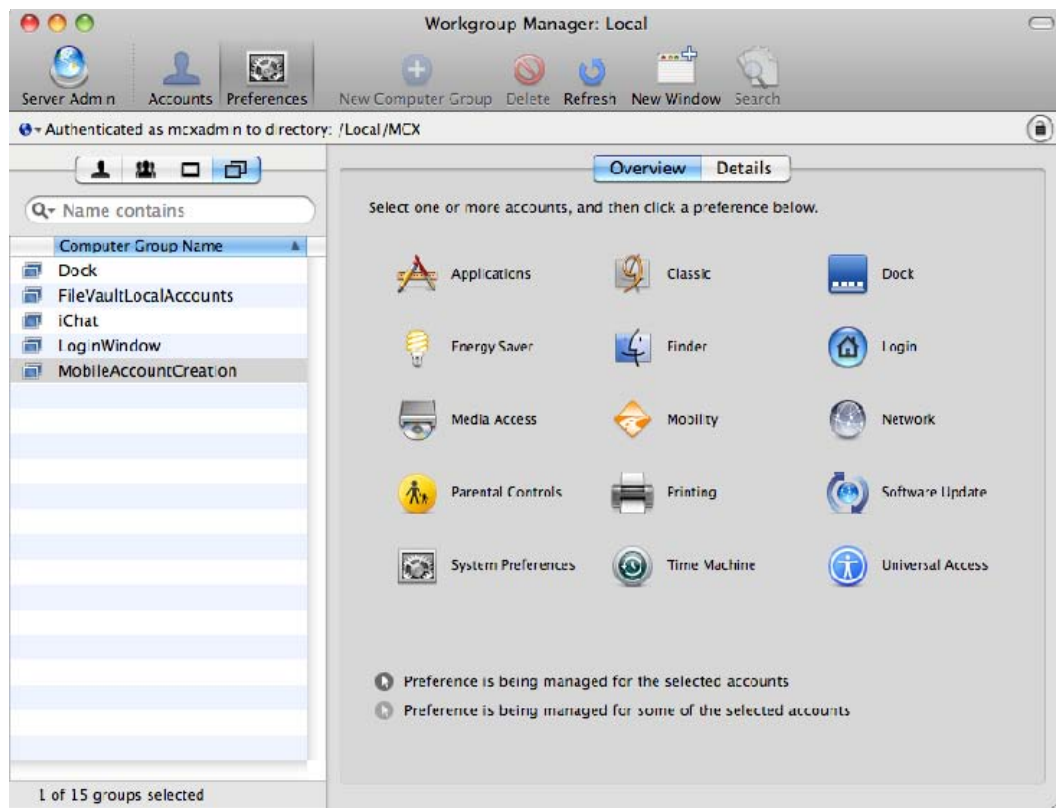 Workgroup Manager: Local
Server Admin Accounts Preferences New Computer Group Delete Refresh New Window Search
Authenticated as mcxadmin to directory: /Local/MCX
Overview Details
Name contains
Select one or more accounts, and then click a preference below.
Computer Group Name
Dock
FileVaultLocalAccounts
iChat
LoginWindow
MobileAccountCreation
Applications Classic Dock
Energy Saver Finder Login
Media Access Mobility Network
Parental Controls Printing Software Update
System Preferences Time Machine Universal Access
Preference is being managed for the selected accounts
Preference is being managed for some of the selected accounts
1 of 15 groups selected